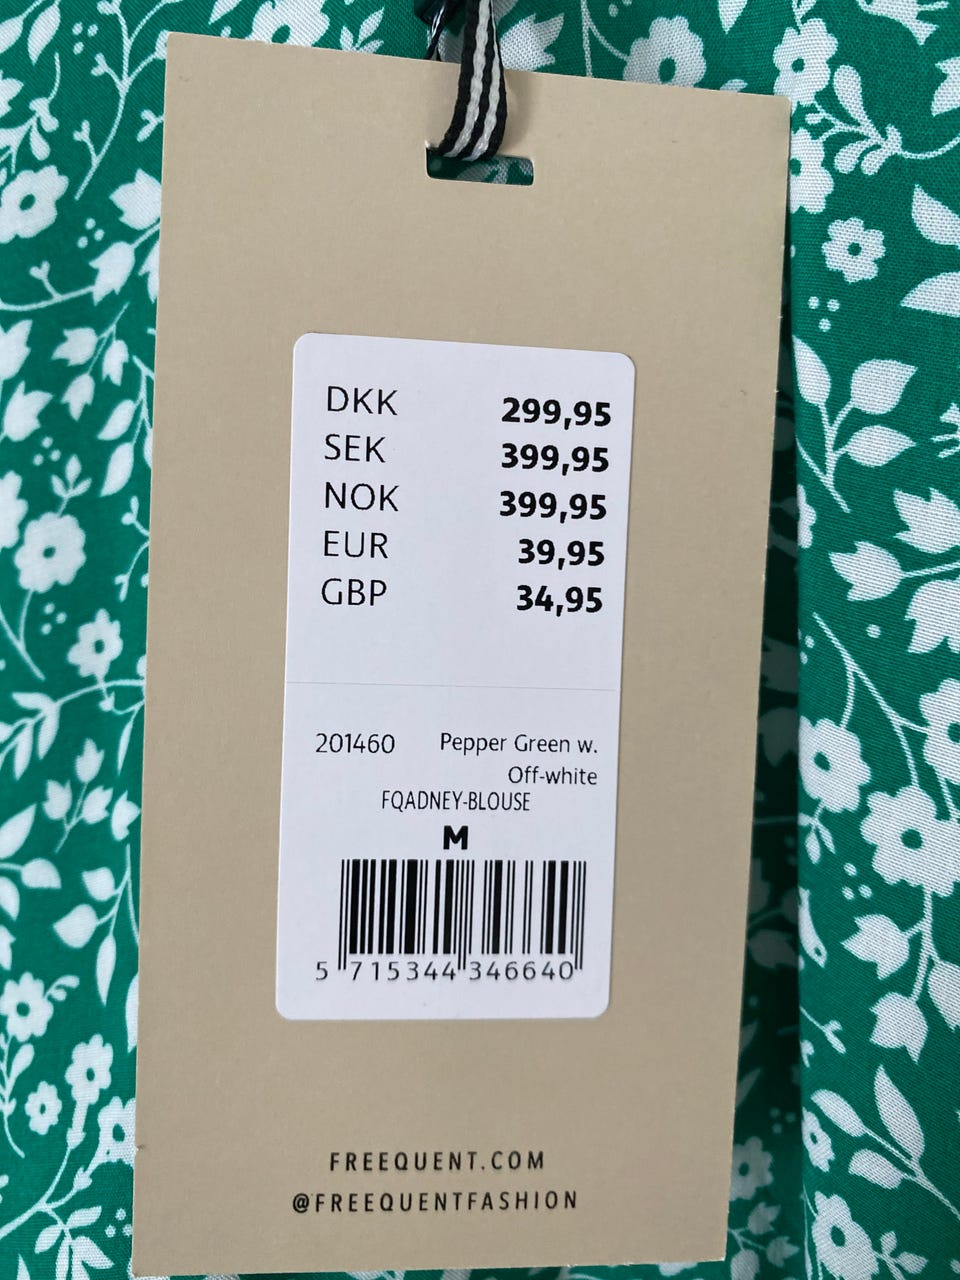 DKK 299,95
SEK 399,95
NOK 399,95
EUR 39,95
GBP 34,95
201460 Pepper Green w.
Off-white
FQADNEY-BLOUSE
M
5 715344 346640
FREEQUENT.COM
@FREEQUENTFASHION